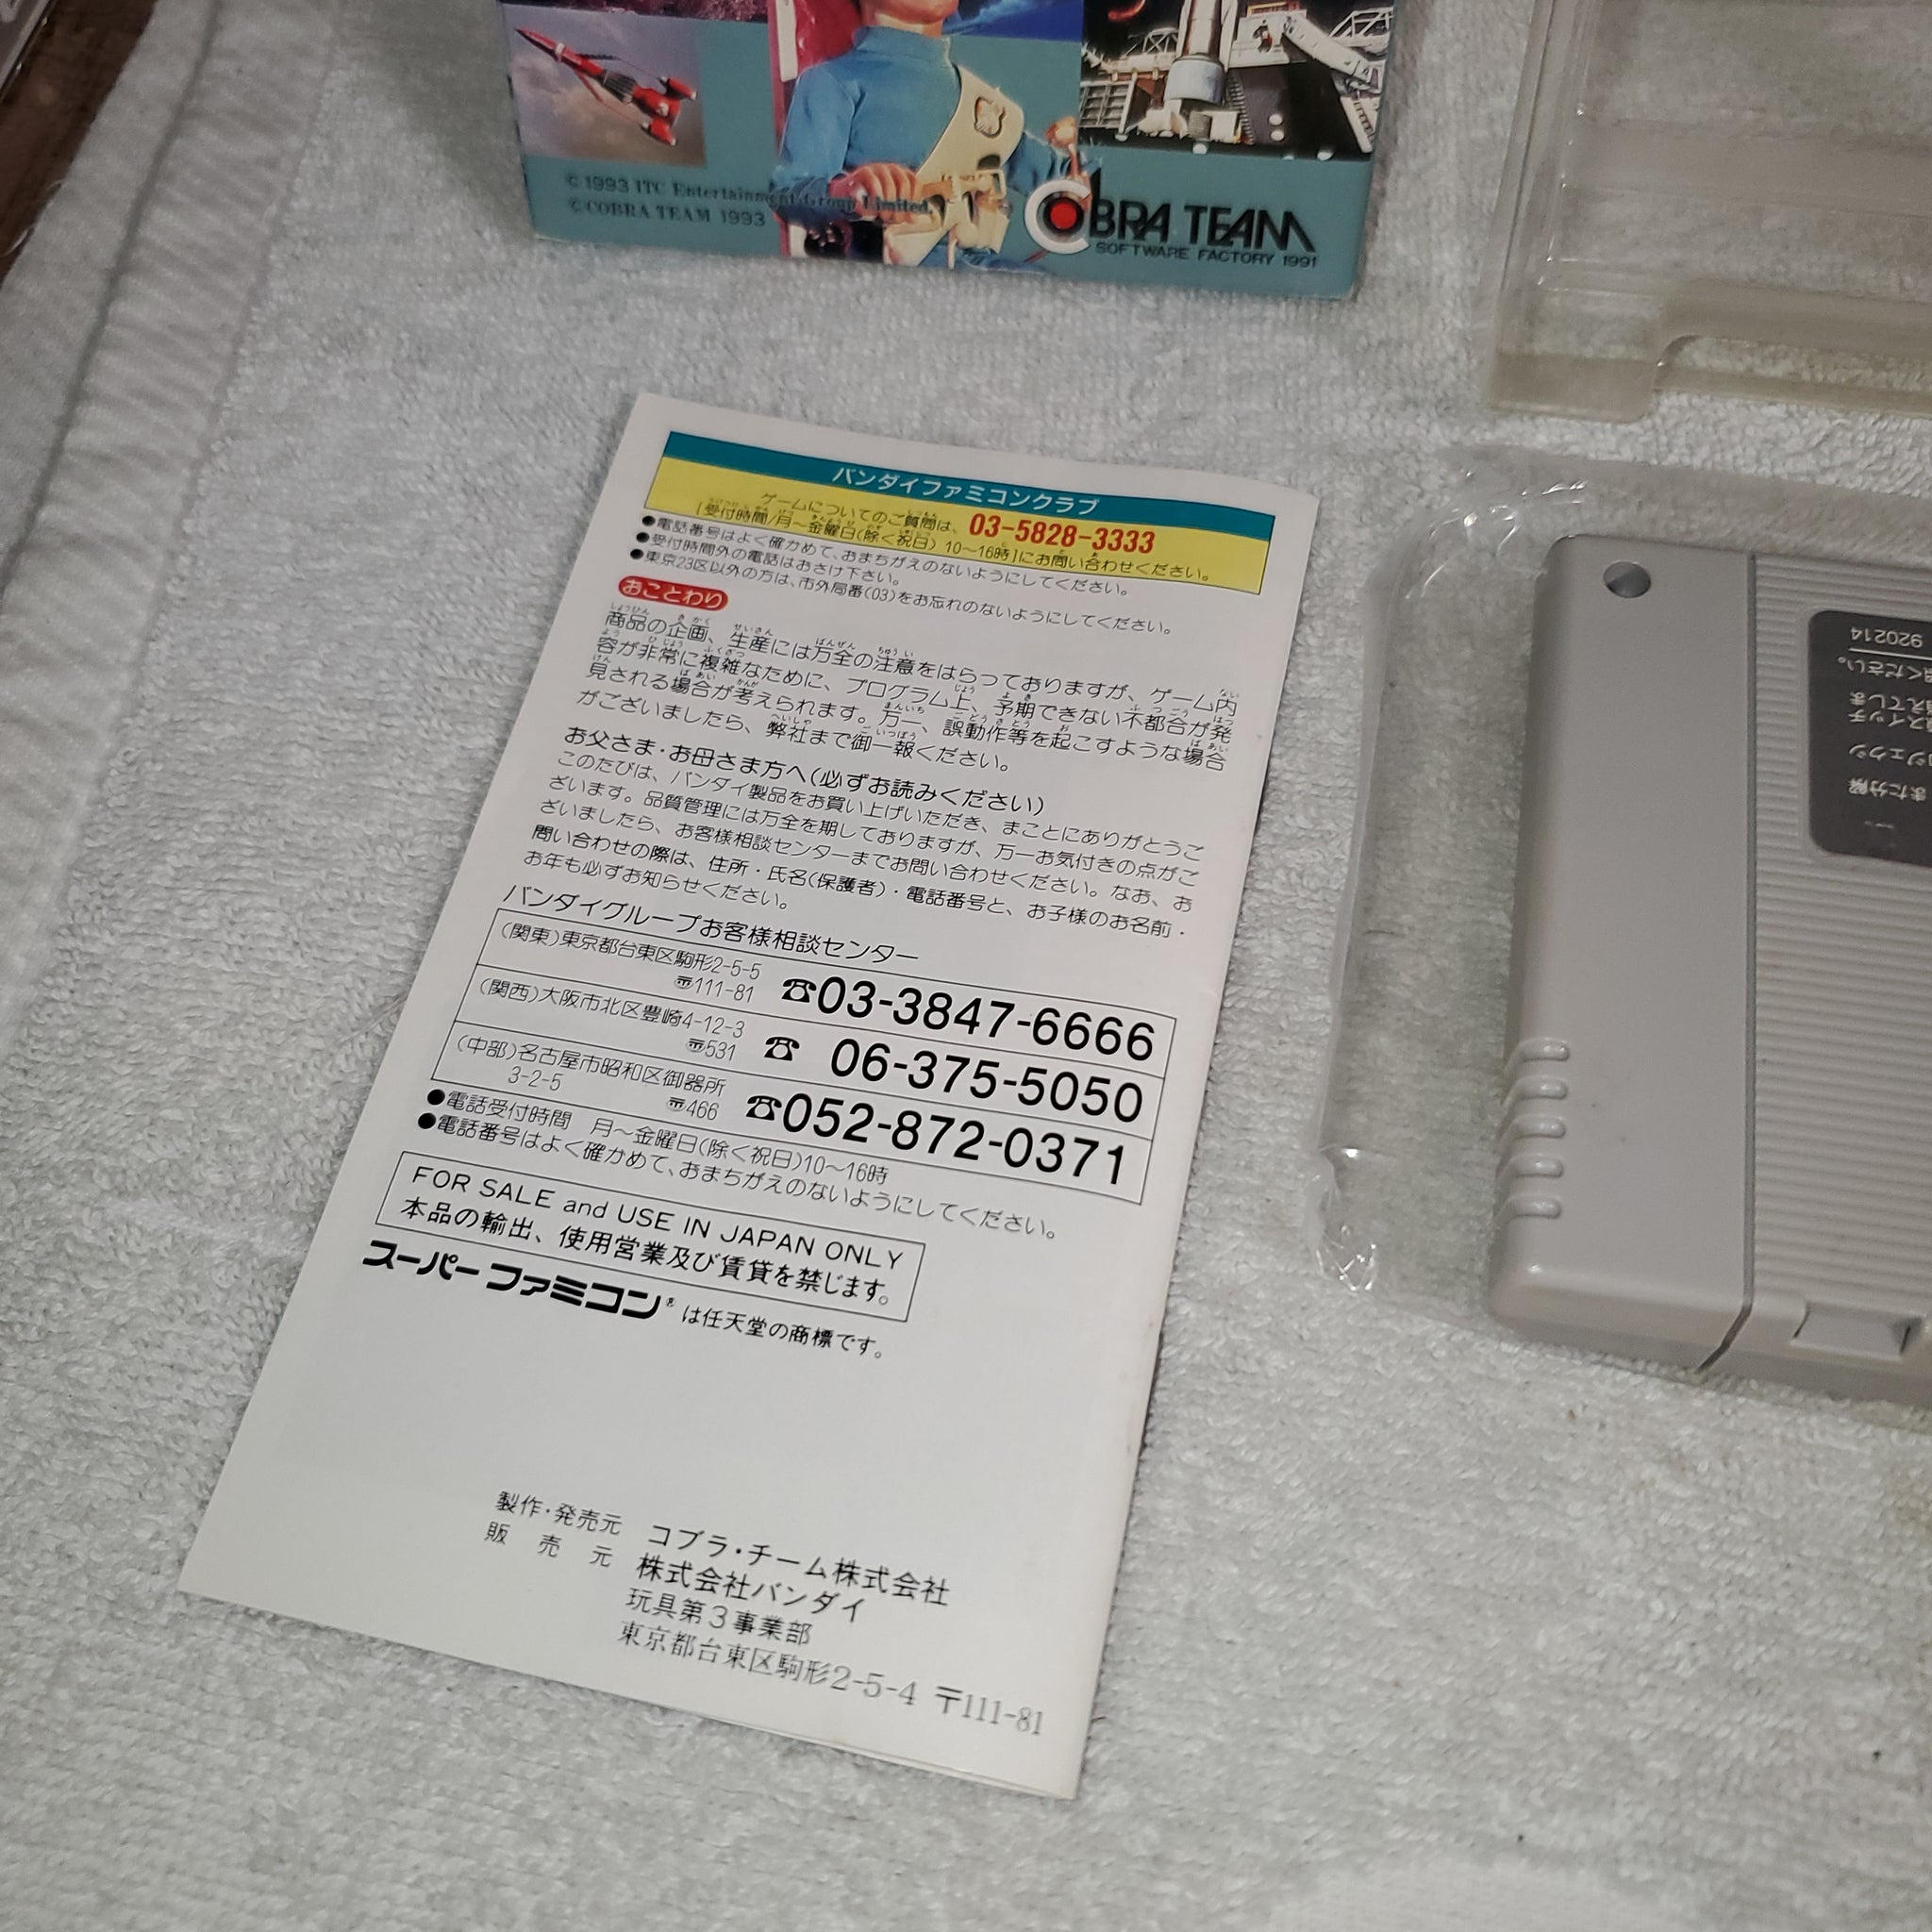 © 1993 ITC Entertainment Group Limited.
© COBRA TEAM 1993
COBRA TEAM
SOFTWARE FACTORY 1991
バンダイファミコンクラブ
ゲームについてのご質問は、03-5828-3333
[受付時間/月〜金曜日(除く祝日) 10〜16時]にお問い合わせください。
●電話番号はよく確かめて、おまちがえのないようにしてください。
●受付時間外の電話はおさけ下さい。
●東京23区以外の方は、市外局番(03)をお忘れのないようにしてください。
おことわり
商品の企画、生産には万全の注意をはらっておりますが、ゲーム内
容が非常に複雑なために、プログラム上、予期できない不都合が発
見される場合が考えられます。万一、誤動作等を起こすような場合
がございましたら、弊社まで御一報ください。
お父さま・お母さま方へ(必ずお読みください)
このたびは、バンダイ製品をお買い上げいただき、まことにありがとうご
ざいます。品質管理には万全を期しておりますが、万一お気付きの点がご
ざいましたら、お客様相談センターまでお問い合わせください。なお、お
問い合わせの際は、住所・氏名(保護者)・電話番号と、お子様のお名前・
お年も必ずお知らせください。
バンダイグループお客様相談センター
(関東)東京都台東区駒形2-5-5
〒111-81 ☎03-3847-6666
(関西)大阪市北区豊崎4-12-3
〒531 ☎ 06-375-5050
(中部)名古屋市昭和区御器所
3-2-5 〒466 ☎052-872-0371
●電話受付時間 月〜金曜日(除く祝日)10〜16時
●電話番号はよく確かめて、おまちがえのないようにしてください。
FOR SALE and USE IN JAPAN ONLY
本品の輸出、使用営業及び賃貸を禁じます。
スーパーファミコン® は任天堂の商標です。
製作・発売元 コブラ・チーム株式会社
販売元 株式会社バンダイ
玩具第3事業部
東京都台東区駒形2-5-4 〒111-81
また分解
スイッチ
ください。
920214